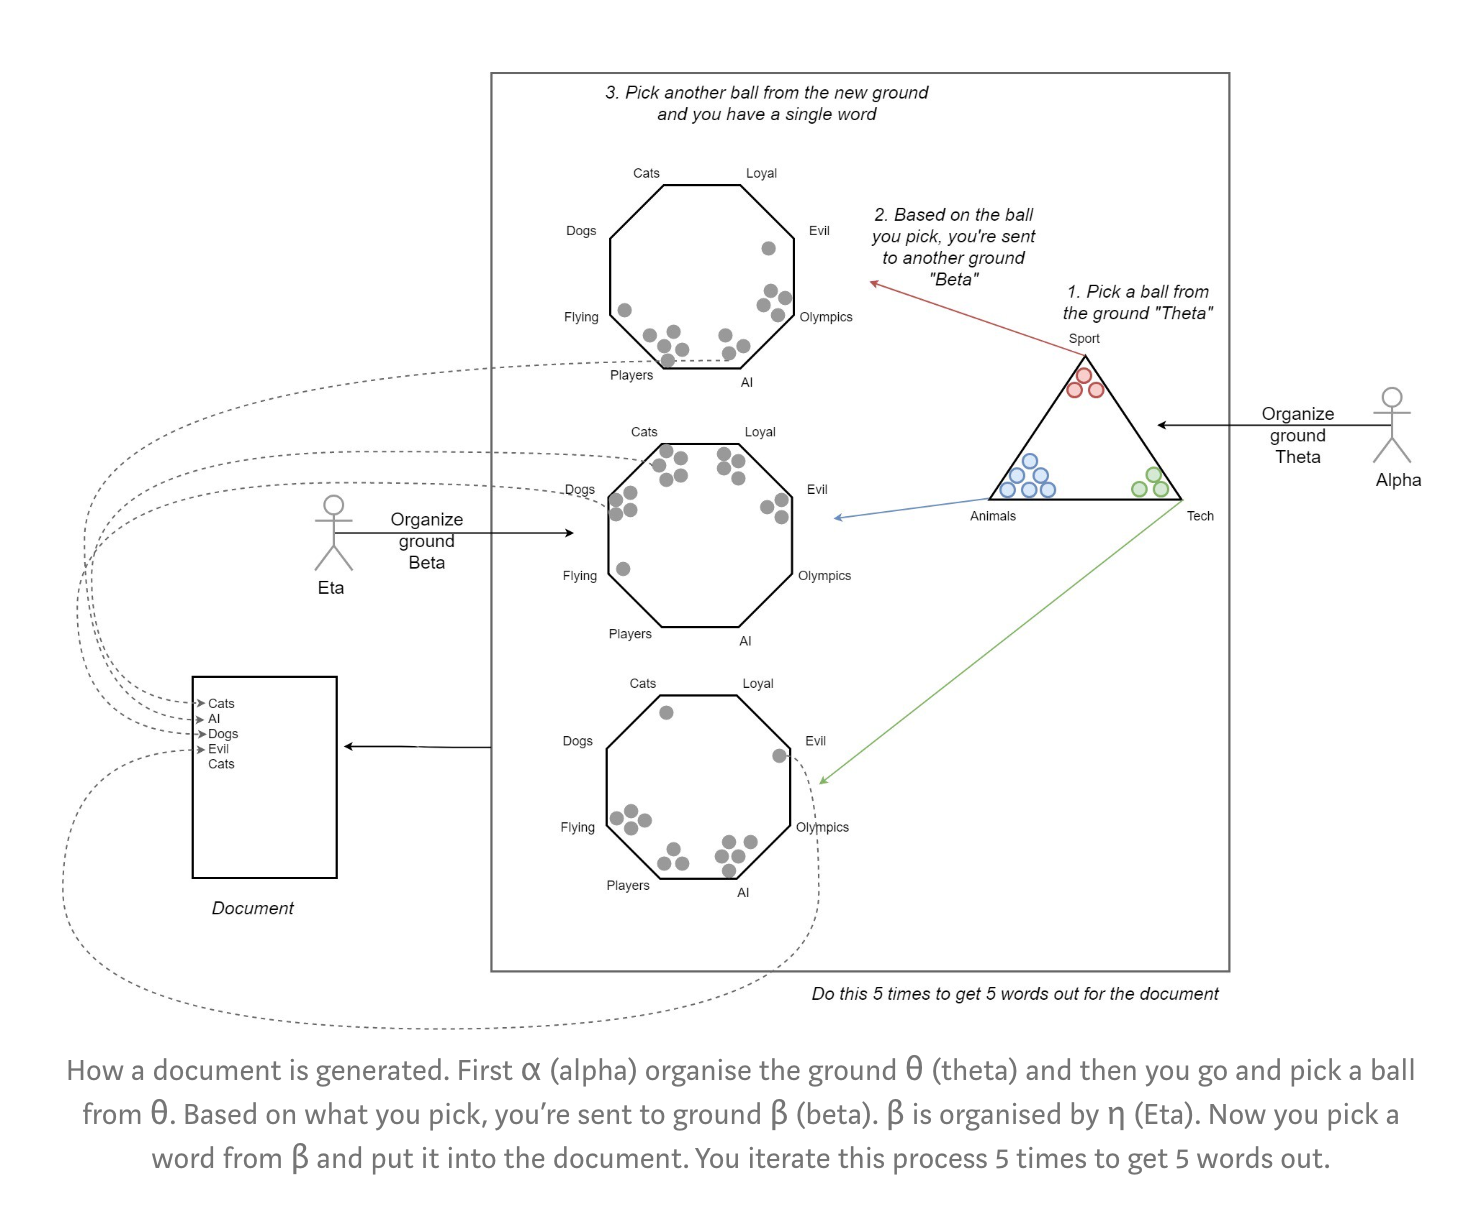 3. Pick another ball from the new ground
and you have a single word
Cats
Loyal
Dogs
Evil
Flying
Olympics
Players
AI
2. Based on the ball
you pick, you're sent
to another ground
"Beta"
1. Pick a ball from
the ground "Theta"
Sport
Animals
Tech
Organize
ground
Theta
Alpha
Cats
Loyal
Dogs
Evil
Flying
Olympics
Players
AI
Organize
ground
Beta
Eta
Cats
Loyal
Dogs
Evil
Flying
Olympics
Players
AI
Cats
AI
Dogs
Evil
Cats
Document
Do this 5 times to get 5 words out for the document
How a document is generated. First α (alpha) organise the ground θ (theta) and then you go and pick a ball
from θ. Based on what you pick, you’re sent to ground β (beta). β is organised by η (Eta). Now you pick a
word from β and put it into the document. You iterate this process 5 times to get 5 words out.